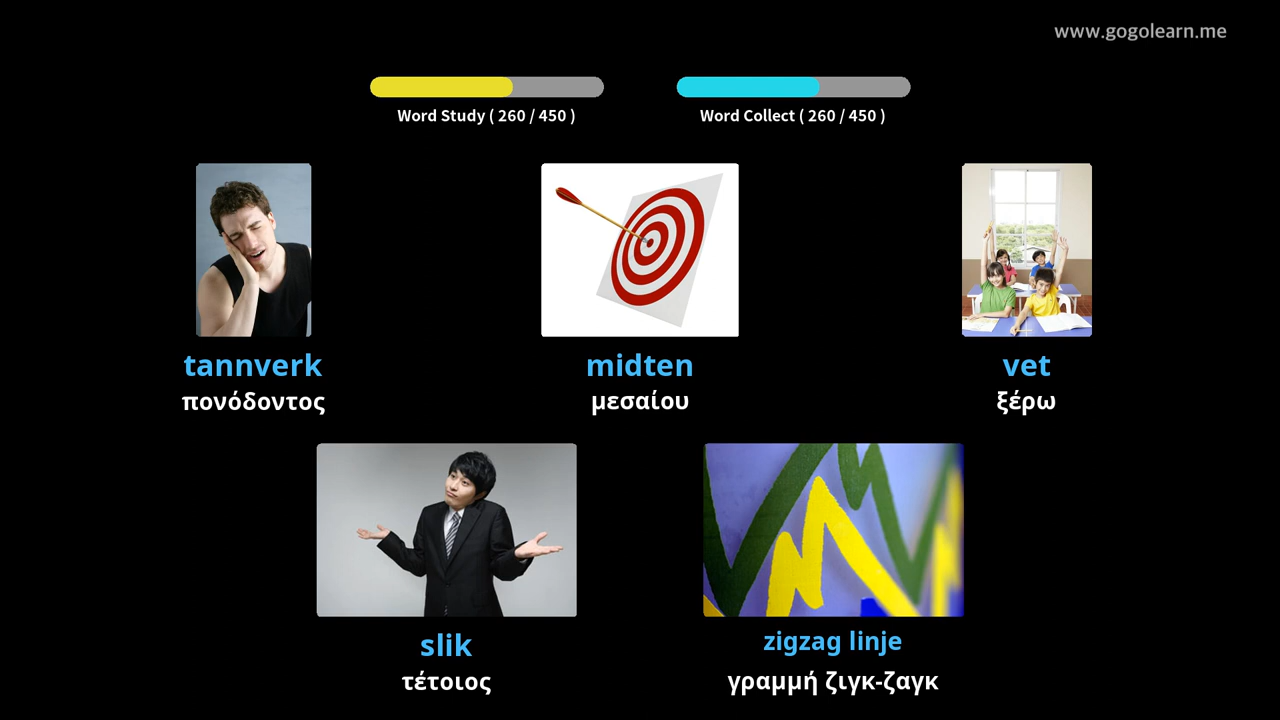 www.gogolearn.me
Word Study ( 260 / 450 )
Word Collect ( 260 / 450 )
tannverk
πονόδοντος
midten
μεσαίου
vet
ξέρω
slik
τέτοιος
zigzag linje
γραμμή ζιγκ-ζαγκ